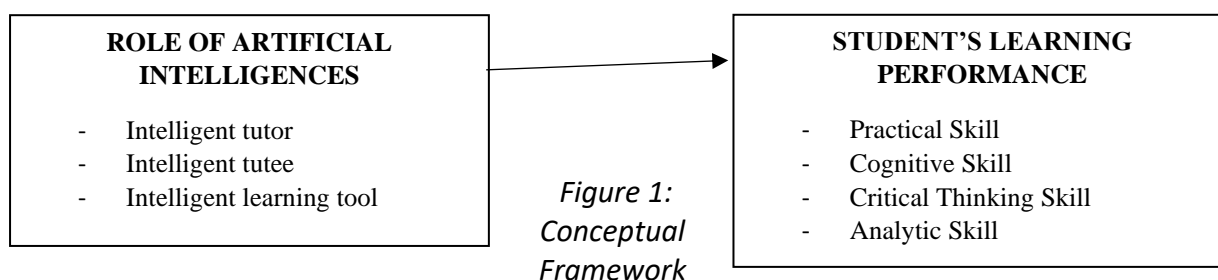 ROLE OF ARTIFICIAL
INTELLIGENCES
- Intelligent tutor
- Intelligent tutee
- Intelligent learning tool
Figure 1:
Conceptual
Framework
STUDENT’S LEARNING
PERFORMANCE
- Practical Skill
- Cognitive Skill
- Critical Thinking Skill
- Analytic Skill